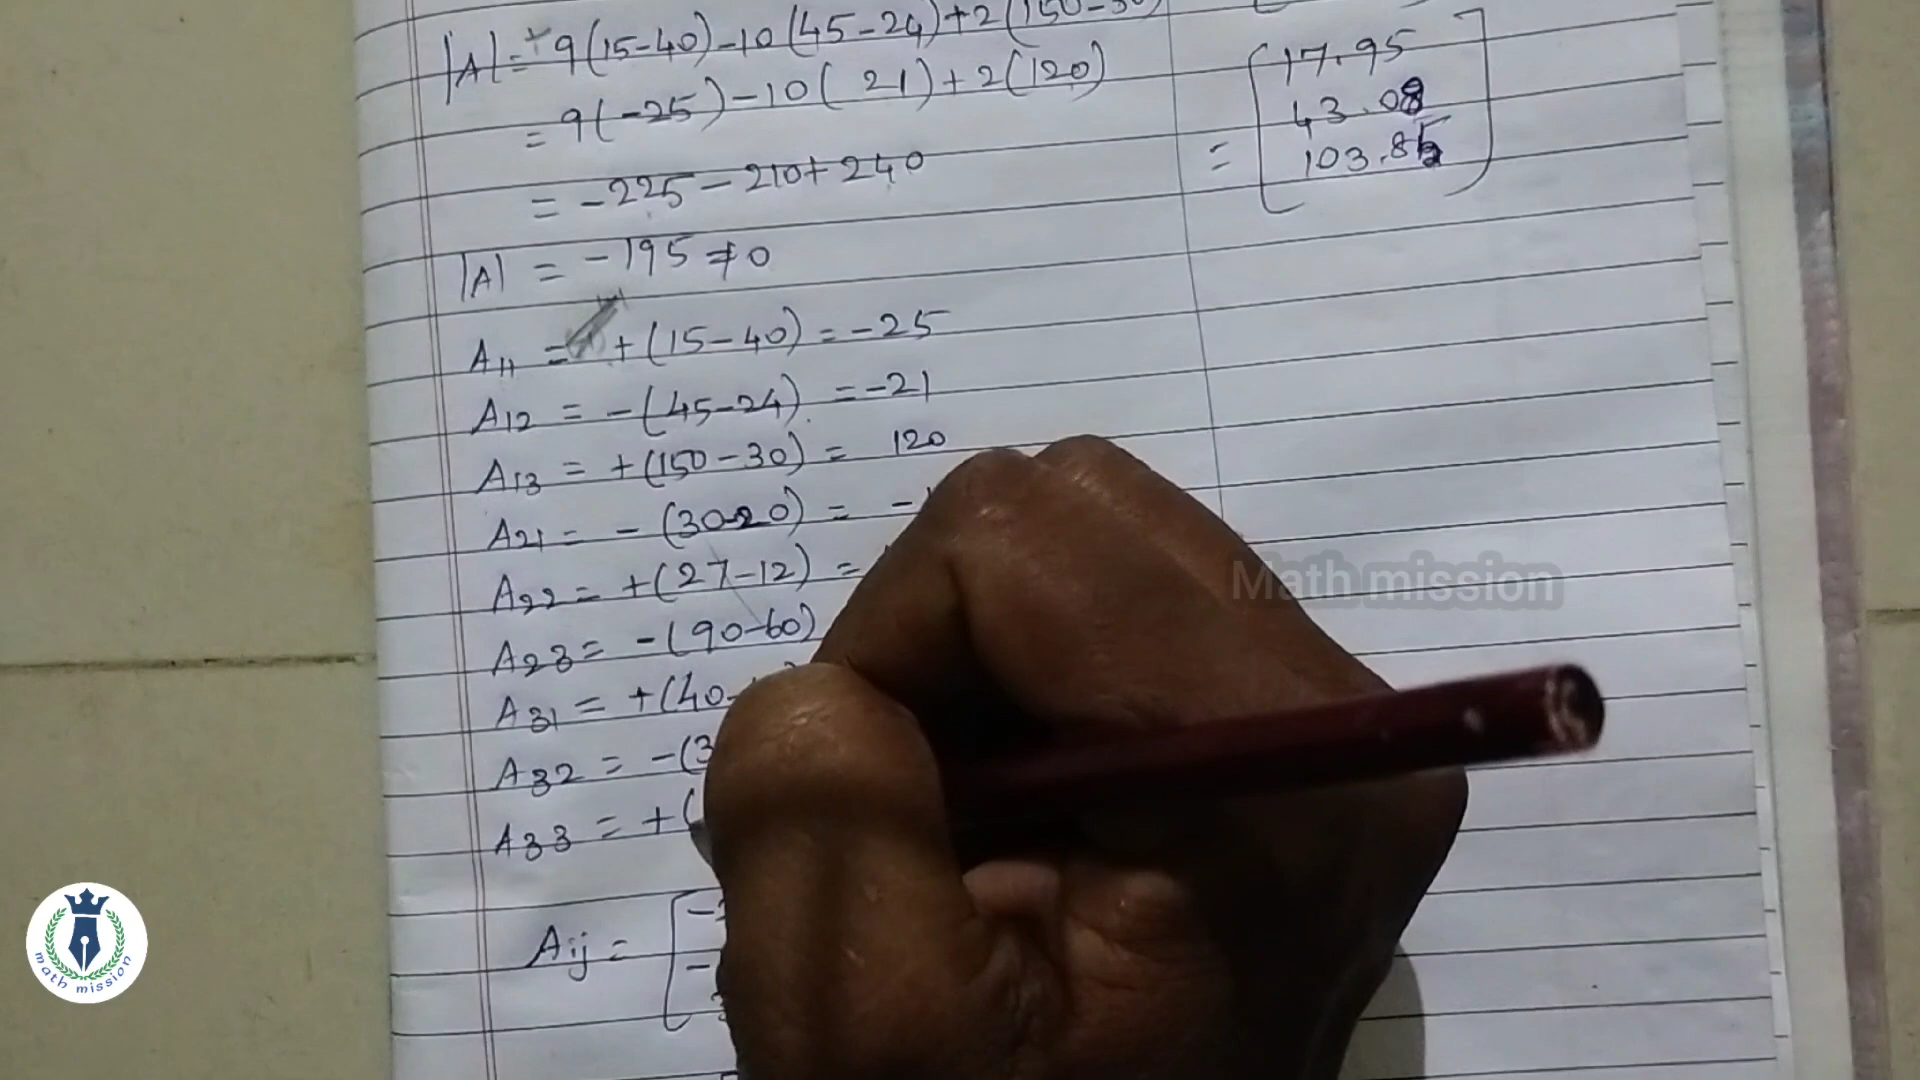 |A| = 9(15-40)-10(45-24)+2(150-30)
= 9(-25)-10( 21)+2(120)
= -225-210+240
|A| = -195≠0
A11 = +(15-40) = -25
A12 = -(45-24) = -21
A13 = +(150-30) = 120
A21 = -(30-20) = -
A22 = +(27-12) =
A23 = -(90-60)
A31 = +(40-
A32 = -(3
A33 = +(
Aij = [-
-
17.95
43.08
= 103.85
Math mission
math mission